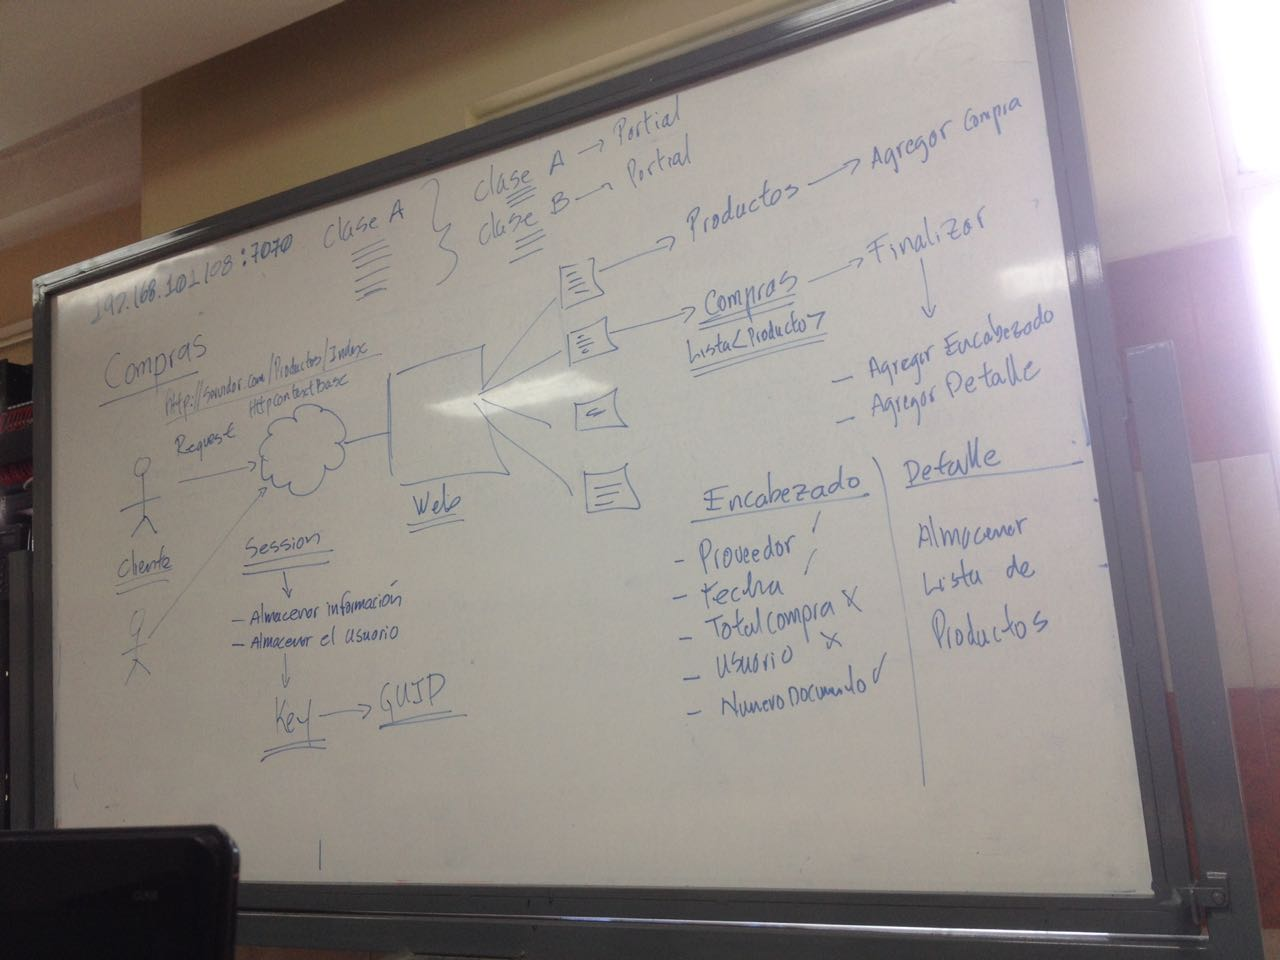 192.168.101.108:7070
Clase A
Clase A → Partial
Clase B → Partial
Compras
http://Servidor.com/Productos/Index
HttpContextBase
Request
Cliente
Web
Productos → Agregar Compra
Compras → Finalizar
Lista<Producto>
- Agregar Encabezado
- Agregar Detalle
Session
- Almacenar información
- Almacenar el Usuario
Key → GUID
Encabezado
- Proveedor ✓
- Fecha ✓
- Total compra x
- Usuario x
- Numero Documento ✓
Detalle
Almacenar
Lista de
Productos